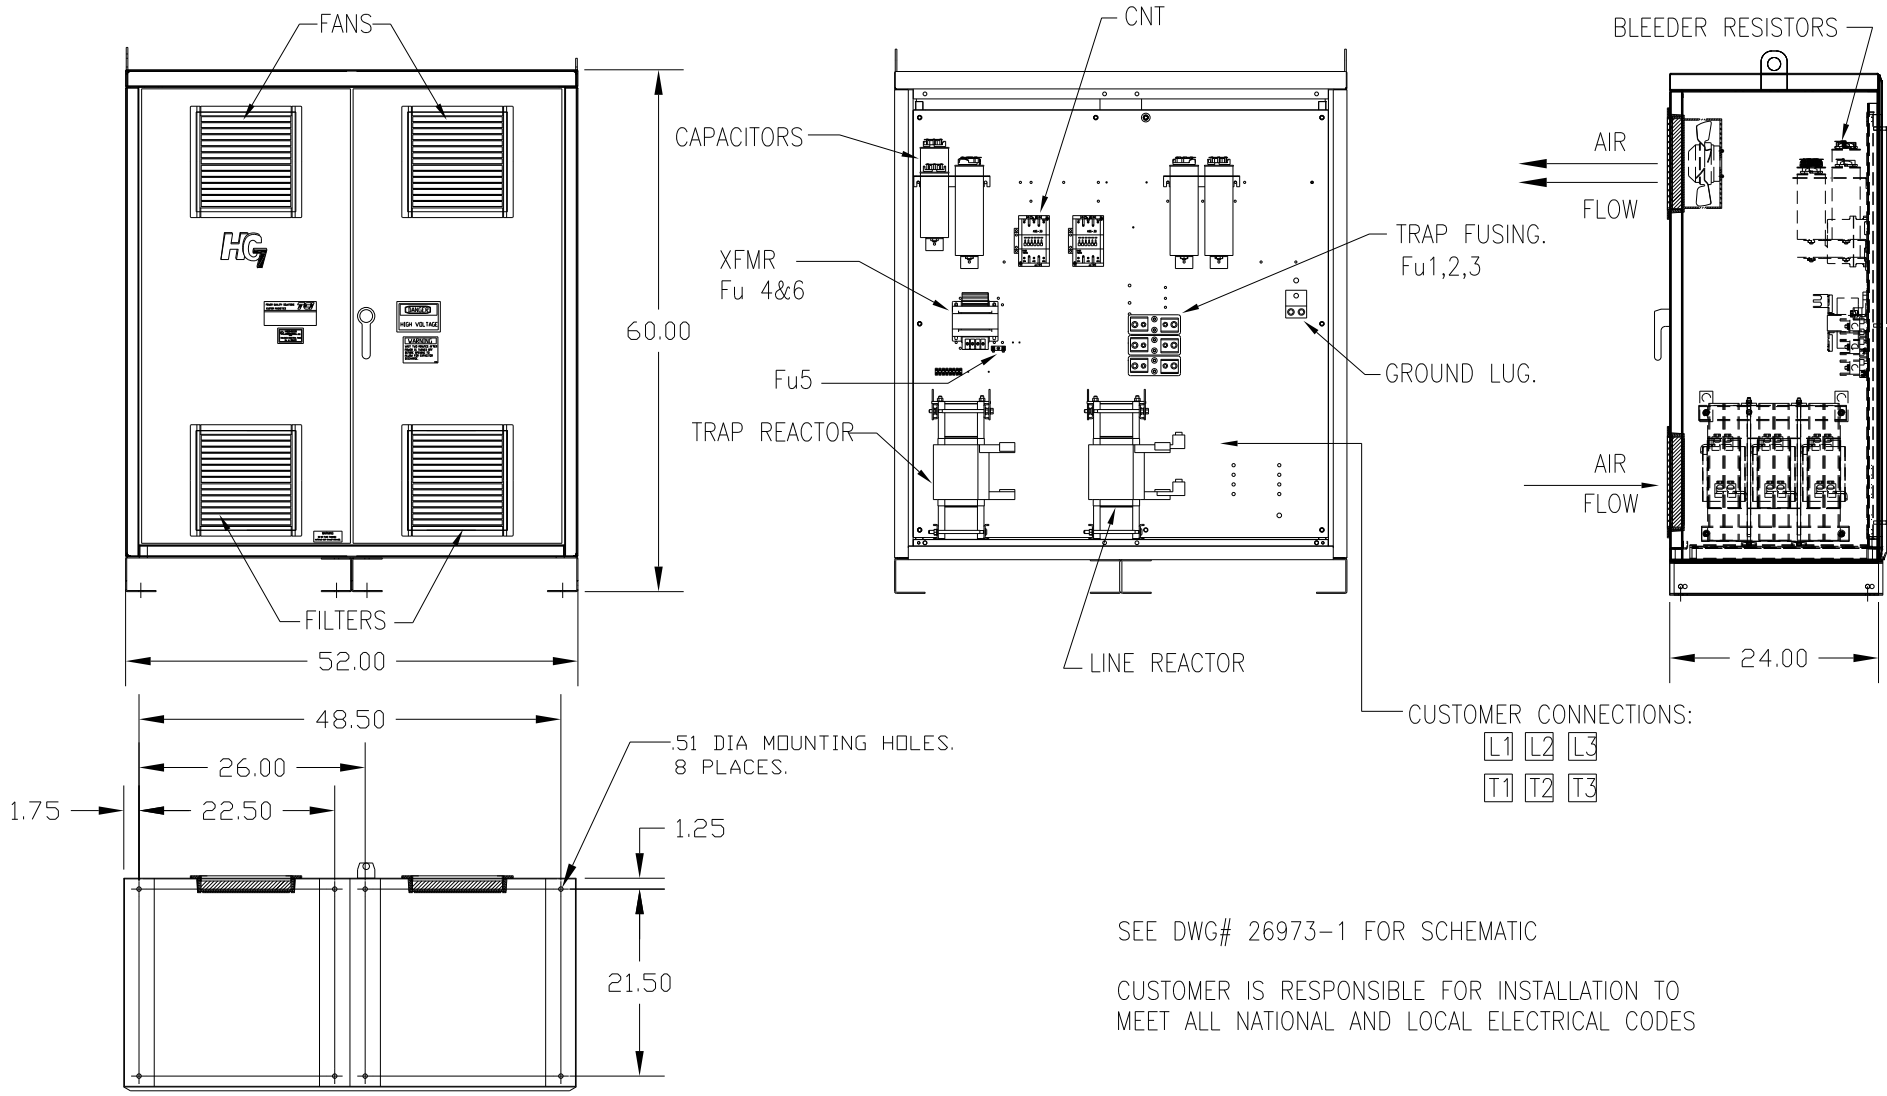 FANS
60.00
HG7
DANGER
HIGH VOLTAGE
WARNING
FILTERS
52.00
CNT
CAPACITORS
XFMR
Fu 4&6
Fu5
TRAP REACTOR
TRAP FUSING.
Fu1,2,3
GROUND LUG.
LINE REACTOR
CUSTOMER CONNECTIONS:
L1 L2 L3
T1 T2 T3
BLEEDER RESISTORS
AIR
FLOW
AIR
FLOW
24.00
48.50
26.00
1.75
22.50
.51 DIA MOUNTING HOLES.
8 PLACES.
1.25
21.50
SEE DWG# 26973-1 FOR SCHEMATIC
CUSTOMER IS RESPONSIBLE FOR INSTALLATION TO
MEET ALL NATIONAL AND LOCAL ELECTRICAL CODES